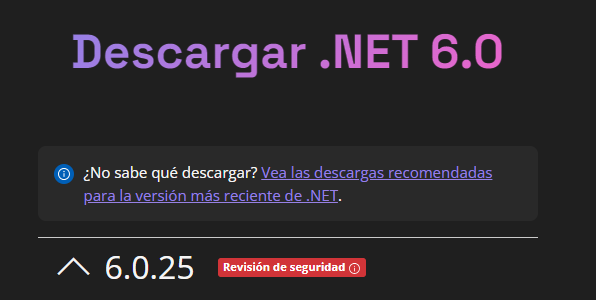 Descargar .NET 6.0
¿No sabe qué descargar? Vea las descargas recomendadas
para la versión más reciente de .NET.
6.0.25 Revisión de seguridad